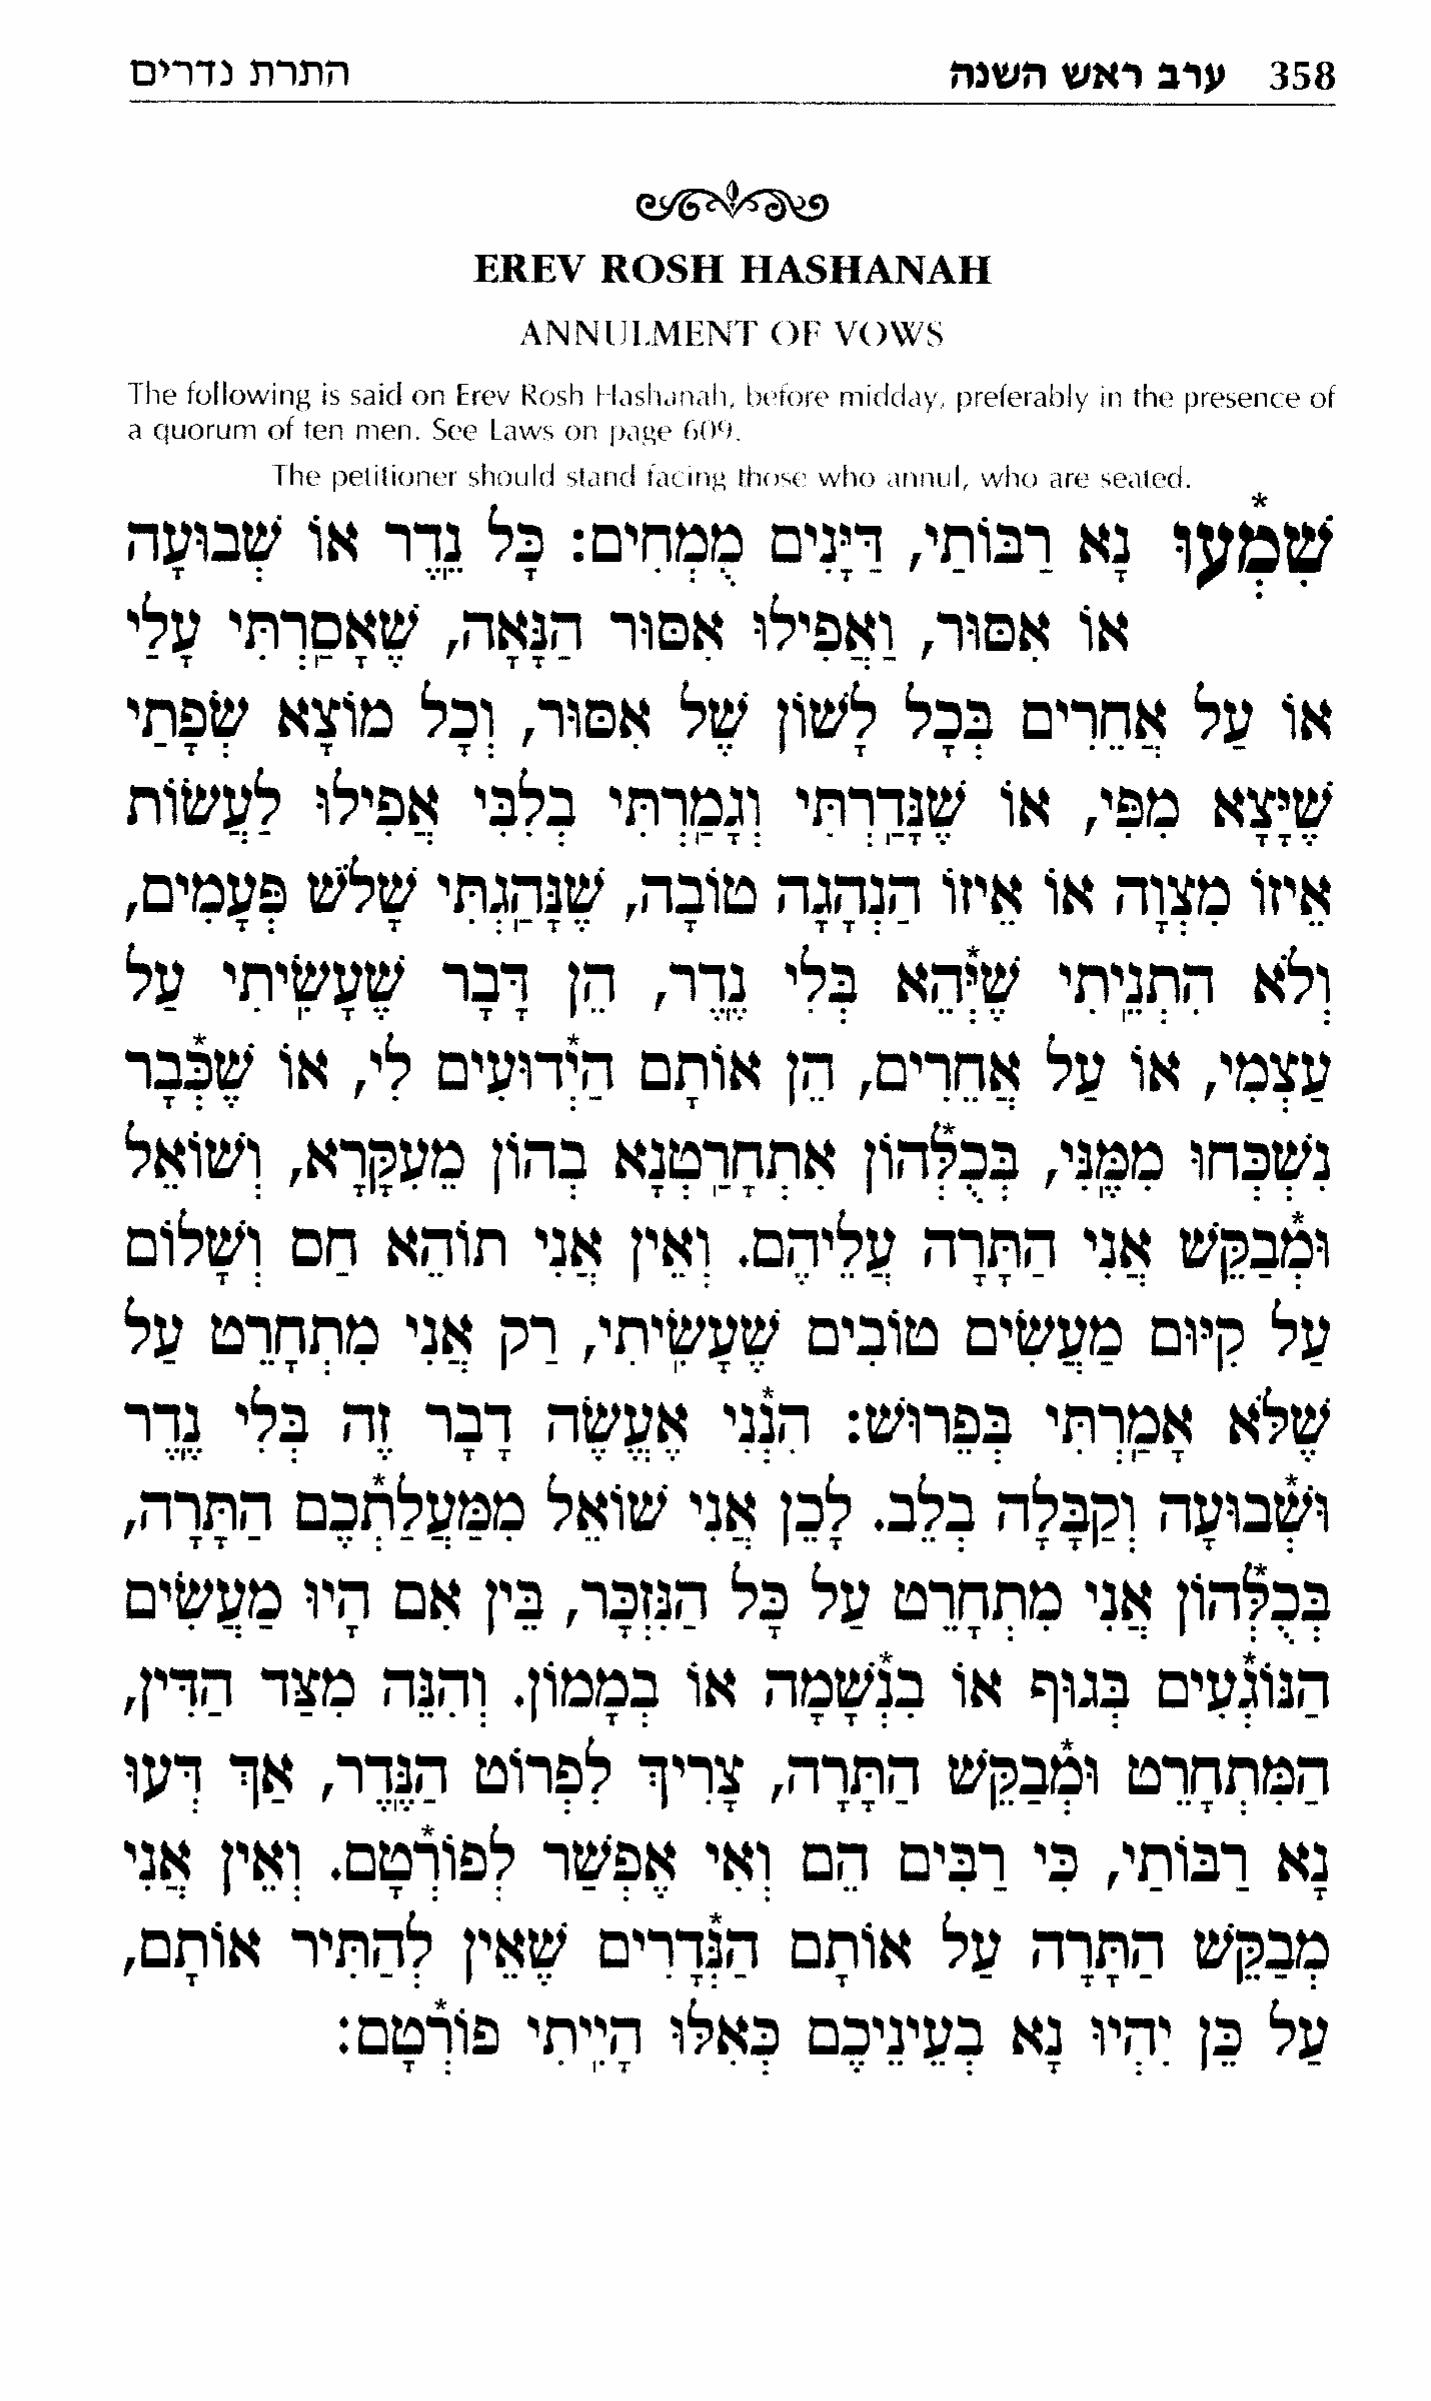 358 ערב ראש השנה התרת נדרים
EREV ROSH HASHANAH
ANNULMENT OF VOWS
The following is said on Erev Rosh Hashanah, before midday, preferably in the presence of
a quorum of ten men. See Laws on page 609.
The petitioner should stand facing those who annul, who are seated.
שִׁמְ*עוּ נָא רַבּוֹתַי, דַּיָּנִים מֻמְחִים: כָּל נֶֽדֶר אוֹ שְׁבוּעָה
אוֹ אִסּוּר, וַאֲפִילוּ אִסּוּר הַנָּאָה, שֶׁאָסַֽרְתִּי עָלַי
אוֹ עַל אֲחֵרִים בְּכָל לָשׁוֹן שֶׁל אִסּוּר, וְכָל מוֹצָא שְׂפָתַי
שֶׁיָּצָא מִפִּי, אוֹ שֶׁנָּדַֽרְתִּי וְגָמַֽרְתִּי בְלִבִּי אֲפִילוּ לַעֲשׂוֹת
אֵיזוֹ מִצְוָה אוֹ אֵיזוֹ הַנְהָגָה טוֹבָה, שֶׁנָּהַֽגְתִּי שָׁלֹשׁ פְּעָמִים,
וְלֹא הִתְנֵֽיתִי שֶׁיְּ*הֵא בְּלִי נֶֽדֶר, הֵן דָּבָר שֶׁעָשִֽׂיתִי עַל
עַצְמִי, אוֹ עַל אֲחֵרִים, הֵן אוֹתָם הַיְ*דוּעִים לִי, אוֹ שֶׁכְּ*בָר
נִשְׁכְּחוּ מִמֶּֽנִּי, בְּכֻלְּ*הוֹן אִתְחָרַֽטְנָא בְהוֹן מֵעִקָּרָא, וְשׁוֹאֵל
וּמְ*בַקֵּשׁ אֲנִי הַתָּרָה עֲלֵיהֶם. וְאֵין אֲנִי תוֹהֵא חַס וְשָׁלוֹם
עַל קִיּוּם מַעֲשִׂים טוֹבִים שֶׁעָשִֽׂיתִי, רַק אֲנִי מִתְחָרֵט עַל
שֶׁלֹּא אָמַֽרְתִּי בְּפֵרוּשׁ: הִנְ*נִי אֶעֱשֶׂה דָבָר זֶה בְּלִי נֶֽדֶר
וּשְׁ*בוּעָה וְקַבָּלָה בְלֵב. לָכֵן אֲנִי שׁוֹאֵל מִמַּעֲלַתְ*כֶם הַתָּרָה,
בְּכֻלְּ*הוֹן אֲנִי מִתְחָרֵט עַל כָּל הַנִּזְכָּר, בֵּין אִם הָיוּ מַעֲשִׂים
הַנּוֹגְ*עִים בְּגוּף אוֹ בִנְ*שָׁמָה אוֹ בְמָמוֹן. וְהִנֵּה מִצַּד הַדִּין,
הַמִּתְחָרֵט וּמְ*בַקֵּשׁ הַתָּרָה, צָרִיךְ לִפְרוֹט הַנֶּֽדֶר, אַךְ דְּעוּ
נָא רַבּוֹתַי, כִּי רַבִּים הֵם וְאִי אֶפְשַׁר לְפוֹרְ*טָם. וְאֵין אֲנִי
מְבַקֵּשׁ הַתָּרָה עַל אוֹתָם הַנְּ*דָרִים שֶׁאֵין לְהַתִּיר אוֹתָם,
עַל כֵּן יִהְיוּ נָא בְעֵינֵיכֶם כְּאִלּוּ הָיִֽיתִי פוֹרְ*טָם: